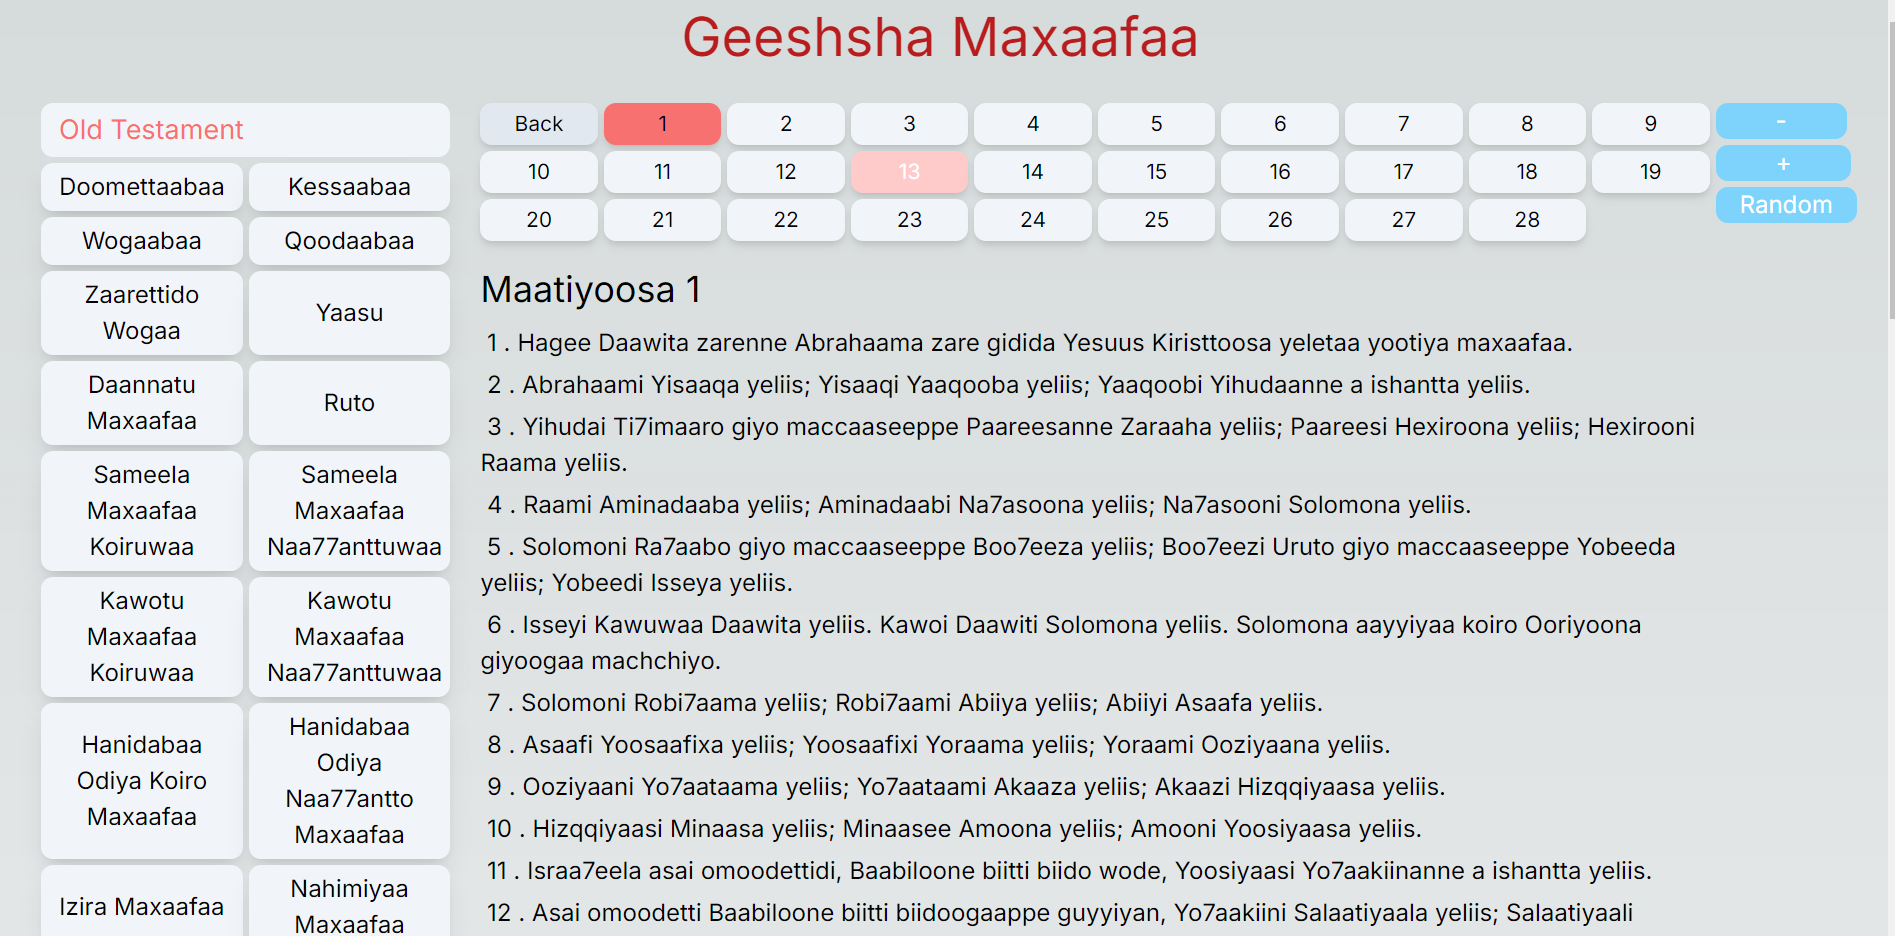 Geeshsha Maxaafaa
Old Testament
Doomettaabaa
Kessaabaa
Wogaabaa
Qoodaabaa
Zaarettido
Wogaa
Yaasu
Daannatu
Maxaafaa
Ruto
Sameela
Maxaafaa
Koiruwaa
Sameela
Maxaafaa
Naa77anttuwaa
Kawotu
Maxaafaa
Koiruwaa
Kawotu
Maxaafaa
Naa77anttuwaa
Hanidabaa
Odiya Koiro
Maxaafaa
Hanidabaa
Odiya
Naa77antto
Maxaafaa
Izira Maxaafaa
Nahimiyaa
Maxaafaa
Back 1 2 3 4 5 6 7 8 9
10 11 12 13 14 15 16 17 18 19
20 21 22 23 24 25 26 27 28
-
+
Random
Maatiyoosa 1
1 . Hagee Daawita zarenne Abrahaama zare gidida Yesuus Kiristtoosa yeletaa yootiya maxaafaa.
2 . Abrahaami Yisaaqa yeliis; Yisaaqi Yaaqooba yeliis; Yaaqoobi Yihudaanne a ishantta yeliis.
3 . Yihudai Ti7imaaro giyo maccaaseeppe Paareesanne Zaraaha yeliis; Paareesi Hexiroona yeliis; Hexirooni
Raama yeliis.
4 . Raami Aminadaaba yeliis; Aminadaabi Na7asoona yeliis; Na7asooni Solomona yeliis.
5 . Solomoni Ra7aabo giyo maccaaseeppe Boo7eeza yeliis; Boo7eezi Uruto giyo maccaaseeppe Yobeeda
yeliis; Yobeedi Isseya yeliis.
6 . Isseyi Kawuwaa Daawita yeliis. Kawoi Daawiti Solomona yeliis. Solomona aayyiyaa koiro Ooriyoona
giyoogaa machchiyo.
7 . Solomoni Robi7aama yeliis; Robi7aami Abiiya yeliis; Abiiyi Asaafa yeliis.
8 . Asaafi Yoosaafixa yeliis; Yoosaafixi Yoraama yeliis; Yoraami Ooziyaana yeliis.
9 . Ooziyaani Yo7aataama yeliis; Yo7aataami Akaaza yeliis; Akaazi Hizqqiyaasa yeliis.
10 . Hizqqiyaasi Minaasa yeliis; Minaasee Amoona yeliis; Amooni Yoosiyaasa yeliis.
11 . Israa7eela asai omoodettidi, Baabiloone biitti biido wode, Yoosiyaasi Yo7aakiinanne a ishantta yeliis.
12 . Asai omoodetti Baabiloone biitti biidoogaappe guyyiyan, Yo7aakiini Salaatiyaala yeliis; Salaatiyaali